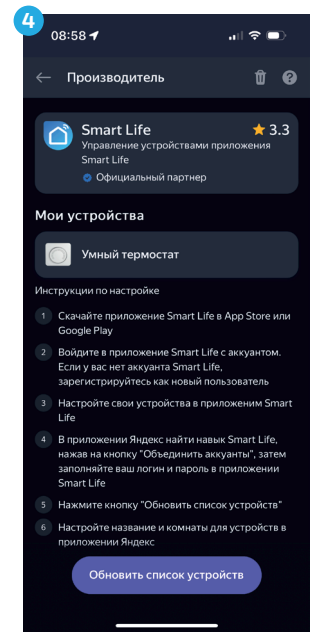 4
08:58
Производитель
Smart Life
3.3
Управление устройствами приложения
Smart Life
Официальный партнер
Мои устройства
Умный термостат
Инструкции по настройке
1 Скачайте приложение Smart Life в App Store или
Google Play
2 Войдите в приложение Smart Life с аккуантом.
Если у вас нет аккуанта Smart Life,
зарегистрируйтесь как новый пользователь
3 Настройте свои устройства в приложеним Smart
Life
4 В приложении Яндекс найти навык Smart Life,
нажав на кнопку "Объединить аккуанты", затем
заполняйте ваш логин и пароль в приложении
Smart Life
5 Нажмите кнопку "Обновить список устройств"
6 Настройте название и комнаты для устройств в
приложении Яндекс
Обновить список устройств